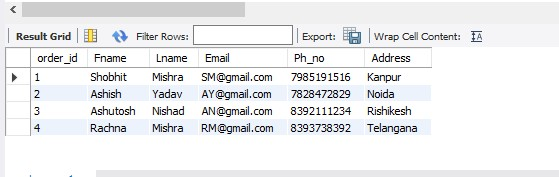 Result Grid Filter Rows: Export: Wrap Cell Content:
order_id Fname Lname Email Ph_no Address
1 Shobhit Mishra SM@gmail.com 7985191516 Kanpur
2 Ashish Yadav AY@gmail.com 7828472829 Noida
3 Ashutosh Nishad AN@gmail.com 8392111234 Rishikesh
4 Rachna Mishra RM@gmail.com 8393738392 Telangana